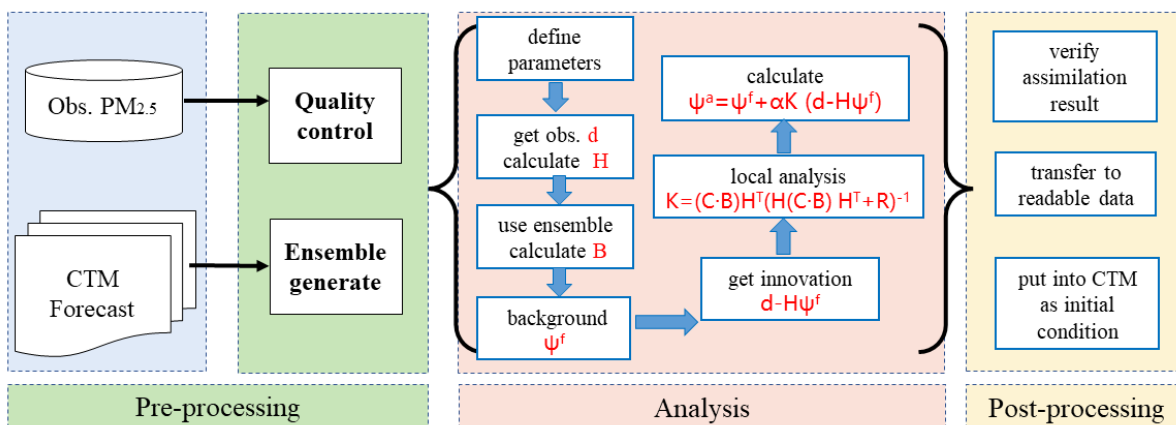 Obs. PM2.5
CTM
Forecast
Quality
control
Ensemble
generate
define
parameters
get obs. d
calculate H
use ensemble
calculate B
background
ψᶠ
calculate
ψᵃ=ψᶠ+αK (d-Hψᶠ)
local analysis
K=(C·B)Hᵀ(H(C·B) Hᵀ+R)⁻¹
get innovation
d-Hψᶠ
verify
assimilation
result
transfer to
readable data
put into CTM
as initial
condition
Pre-processing
Analysis
Post-processing